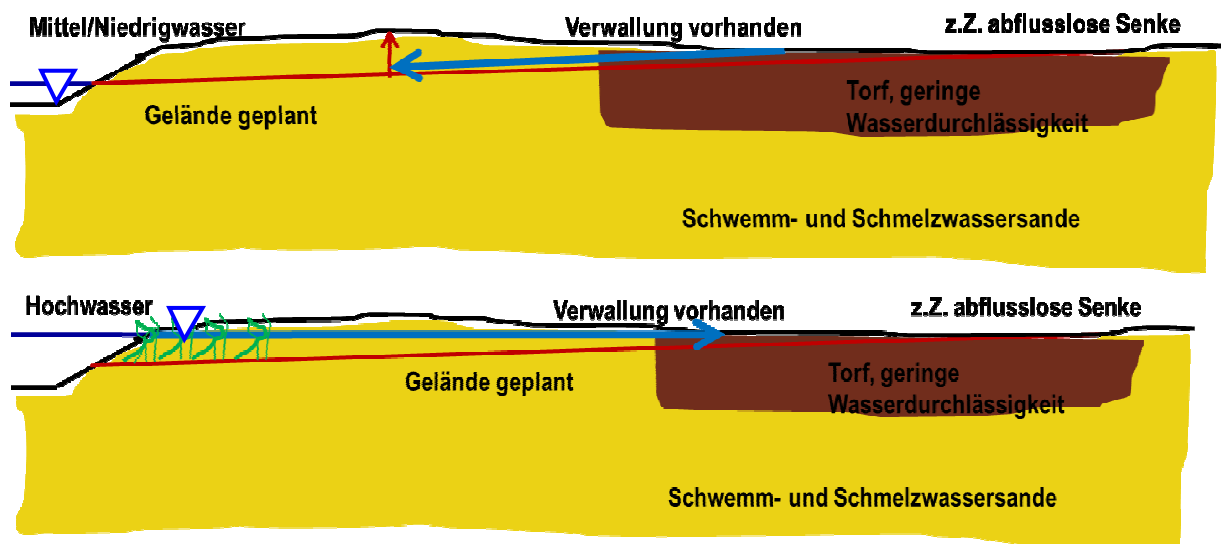 Mittel/Niedrigwasser
Verwallung vorhanden
z.Z. abflusslose Senke
Gelände geplant
Torf, geringe
Wasserdurchlässigkeit
Schwemm- und Schmelzwassersande
Hochwasser
Verwallung vorhanden
z.Z. abflusslose Senke
Gelände geplant
Torf, geringe
Wasserdurchlässigkeit
Schwemm- und Schmelzwassersande